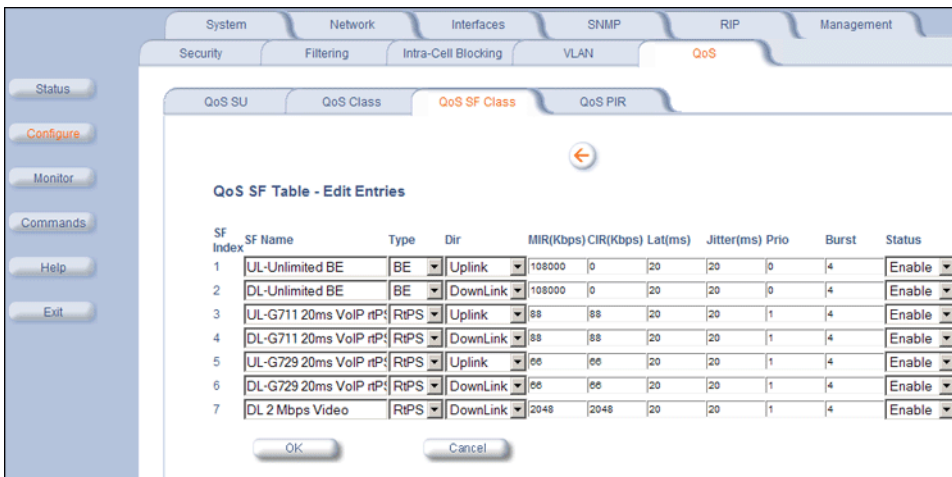 System Network Interfaces SNMP RIP Management
Security Filtering Intra-Cell Blocking VLAN QoS
Status
QoS SU QoS Class QoS SF Class QoS PIR
Configure
Monitor
Commands
Help
Exit
QoS SF Table - Edit Entries
SF Index SF Name Type Dir MIR(Kbps) CIR(Kbps) Lat(ms) Jitter(ms) Prio Burst Status
1 UL-Unlimited BE BE Uplink 108000 0 20 20 0 4 Enable
2 DL-Unlimited BE BE DownLink 108000 0 20 20 0 4 Enable
3 UL-G711 20ms VoIP rtPS RtPS Uplink 88 88 20 20 1 4 Enable
4 DL-G711 20ms VoIP rtPS RtPS DownLink 88 88 20 20 1 4 Enable
5 UL-G729 20ms VoIP rtPS RtPS Uplink 66 66 20 20 1 4 Enable
6 DL-G729 20ms VoIP rtPS RtPS DownLink 66 66 20 20 1 4 Enable
7 DL 2 Mbps Video RtPS DownLink 2048 2048 20 20 1 4 Enable
OK Cancel